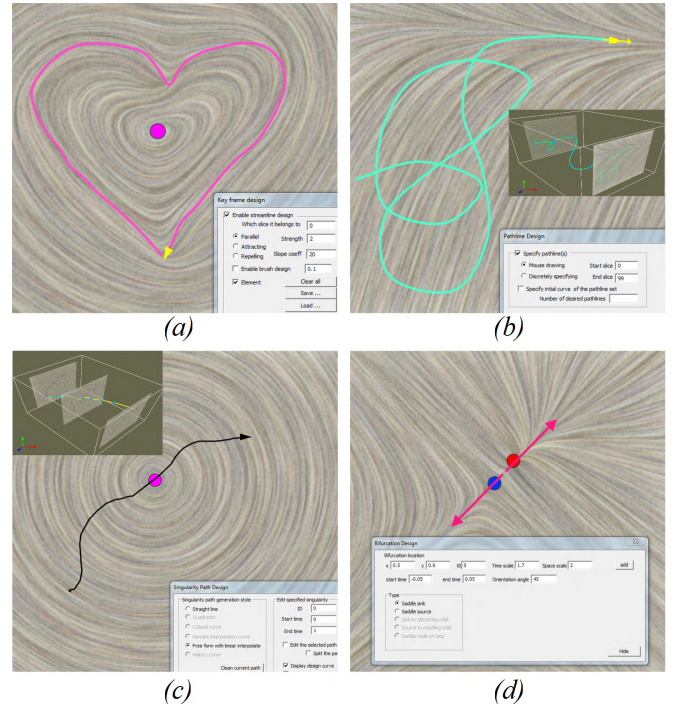 Key frame design
Enable streamline design
Which slice it belongs to 0
Parallel
Strength 2
Attracting
Repelling
Slope coeff 20
Enable brush design 0.1
Element
Clear all
Save ...
Load ...
(a)
Pathline Design
Specify pathline(s)
Mouse drawing Start slice 0
Discretely specifying End slice 99
Specify intial curve of the pathline set
Number of desired pathlines
(b)
Singularity Path Design
Singularity path generation style
Straight line
Quadractic
Cubical curve
Hermite interpolation curve
Free form with linear interpolate
Helicity curve
Clean current path
Edit specified singularity
ID 0
Start time 0
End time 1
Edit the selected path
Split the pa
Display design curve
(c)
Bifurcation Design
Bifurcation location
x 0.5 y 0.6 t0 0 Time scale 1.7 Space scale 2 add
start time -0.05 end time 0.05 Orientation angle 45
Type
Saddle sink
Saddle source
Sink to attracting orbit
Source to repelling orbit
Saddle node on loop
Hide
(d)